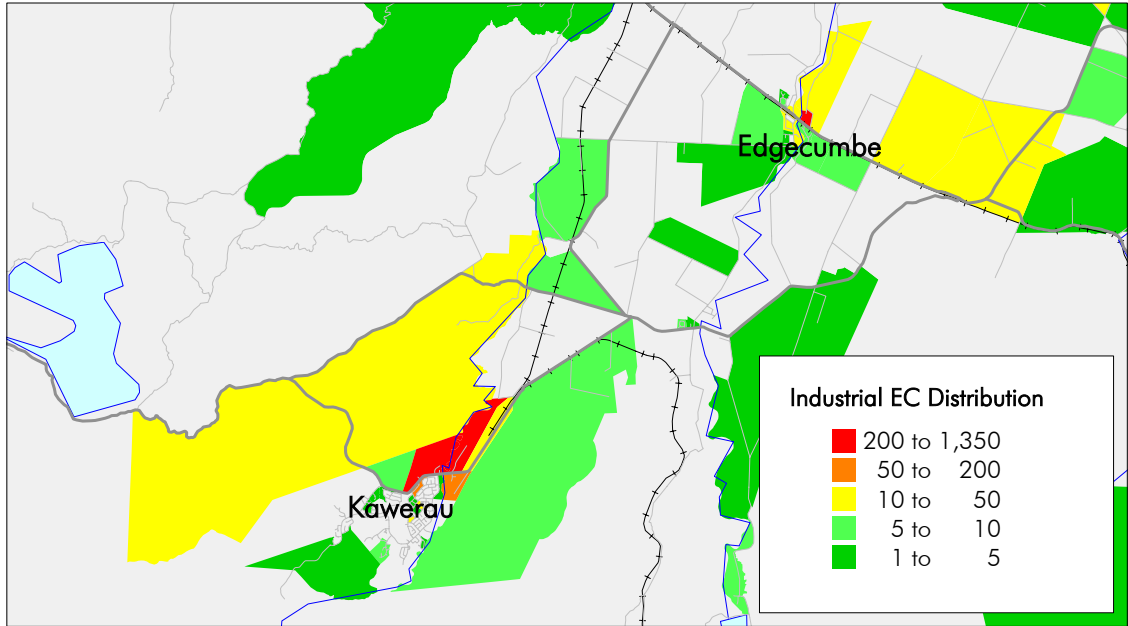 Edgecumbe
Kawerau
Industrial EC Distribution
200 to 1,350
50 to 200
10 to 50
5 to 10
1 to 5